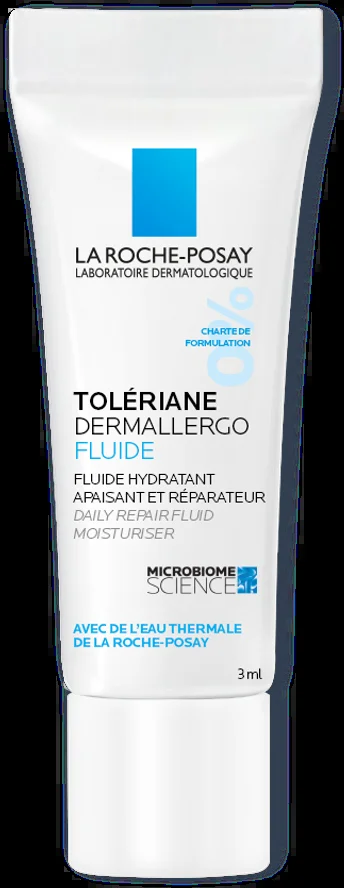 LA ROCHE-POSAY
LABORATOIRE DERMATOLOGIQUE
0%
CHARTE DE
FORMULATION
TOLÉRIANE
DERMALLERGO
FLUIDE
FLUIDE HYDRATANT
APAISANT ET RÉPARATEUR
DAILY REPAIR FLUID
MOISTURISER
MICROBIOME
SCIENCE
AVEC DE L'EAU THERMALE
DE LA ROCHE-POSAY
3 ml